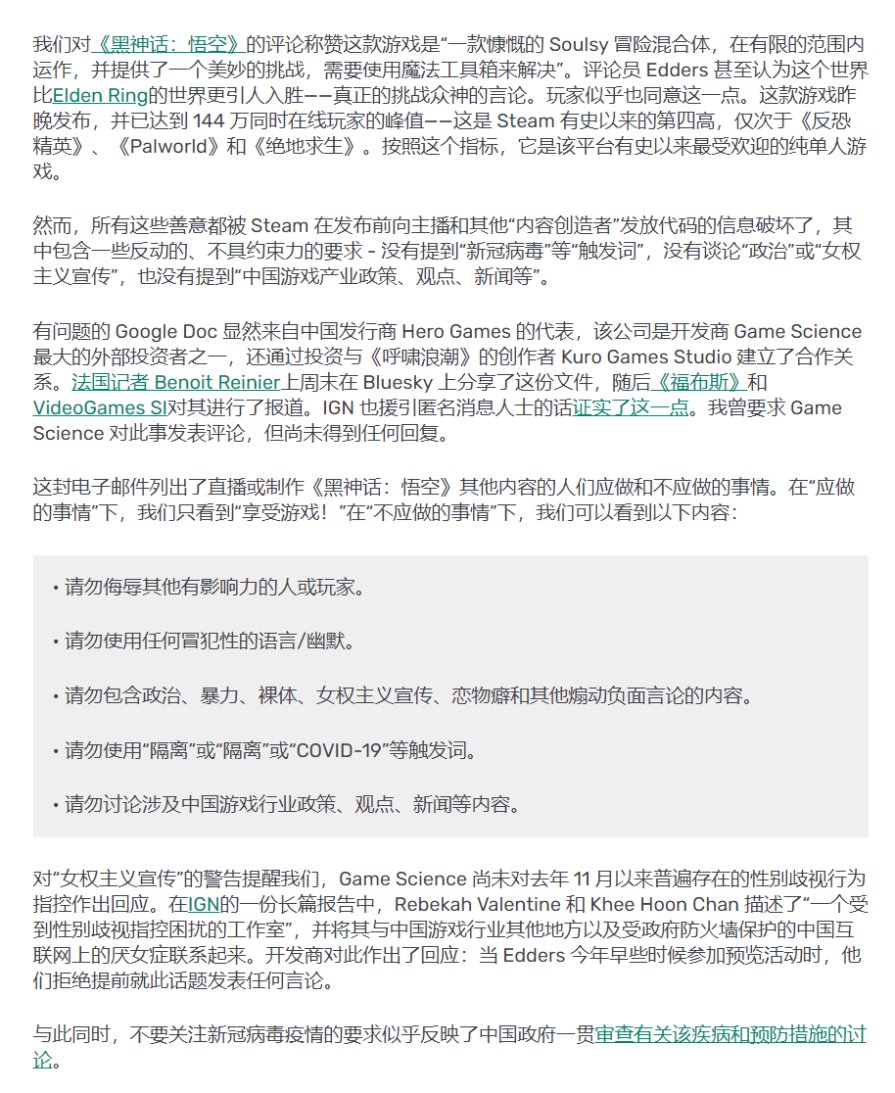 我们对《黑神话：悟空》的评论称赞这款游戏是“一款慷慨的 Soulsy 冒险混合体，在有限的范围内
运作，并提供了一个美妙的挑战，需要使用魔法工具箱来解决”。评论员 Edders 甚至认为这个世界
比Elden Ring的世界更引人入胜——真正的挑战众神的言论。玩家似乎也同意这一点。这款游戏昨
晚发布，并已达到 144 万同时在线玩家的峰值——这是 Steam 有史以来的第四高，仅次于《反恐
精英》、《Palworld》和《绝地求生》。按照这个指标，它是该平台有史以来最受欢迎的纯单人游
戏。
然而，所有这些善意都被 Steam 在发布前向主播和其他“内容创造者”发放代码的信息破坏了，其
中包含一些反动的、不具约束力的要求 - 没有提到“新冠病毒”等“触发词”，没有谈论“政治”或“女权
主义宣传”，也没有提到“中国游戏产业政策、观点、新闻等”。
有问题的 Google Doc 显然来自中国发行商 Hero Games 的代表，该公司是开发商 Game Science
最大的外部投资者之一，还通过投资与《呼啸浪潮》的创作者 Kuro Games Studio 建立了合作关
系。法国记者 Benoit Reinier上周末在 Bluesky 上分享了这份文件，随后《福布斯》和
VideoGames SI对其进行了报道。IGN 也援引匿名消息人士的话证实了这一点。我曾要求 Game
Science 对此事发表评论，但尚未得到任何回复。
这封电子邮件列出了直播或制作《黑神话：悟空》其他内容的人们应做和不应做的事情。在“应做
的事情”下，我们只看到“享受游戏！”在“不应做的事情”下，我们可以看到以下内容：
• 请勿侮辱其他有影响力的人或玩家。
• 请勿使用任何冒犯性的语言/幽默。
• 请勿包含政治、暴力、裸体、女权主义宣传、恋物癖和其他煽动负面言论的内容。
• 请勿使用“隔离”或“隔离”或“COVID-19”等触发词。
• 请勿讨论涉及中国游戏行业政策、观点、新闻等内容。
对“女权主义宣传”的警告提醒我们，Game Science 尚未对去年 11 月以来普遍存在的性别歧视行为
指控作出回应。在IGN的一份长篇报告中，Rebekah Valentine 和 Khee Hoon Chan 描述了“一个受
到性别歧视指控困扰的工作室”，并将其与中国游戏行业其他地方以及受政府防火墙保护的中国互
联网上的厌女症联系起来。开发商对此作出了回应：当 Edders 今年早些时候参加预览活动时，他
们拒绝提前就此话题发表任何言论。
与此同时，不要关注新冠病毒疫情的要求似乎反映了中国政府一贯审查有关该疾病和预防措施的讨
论。